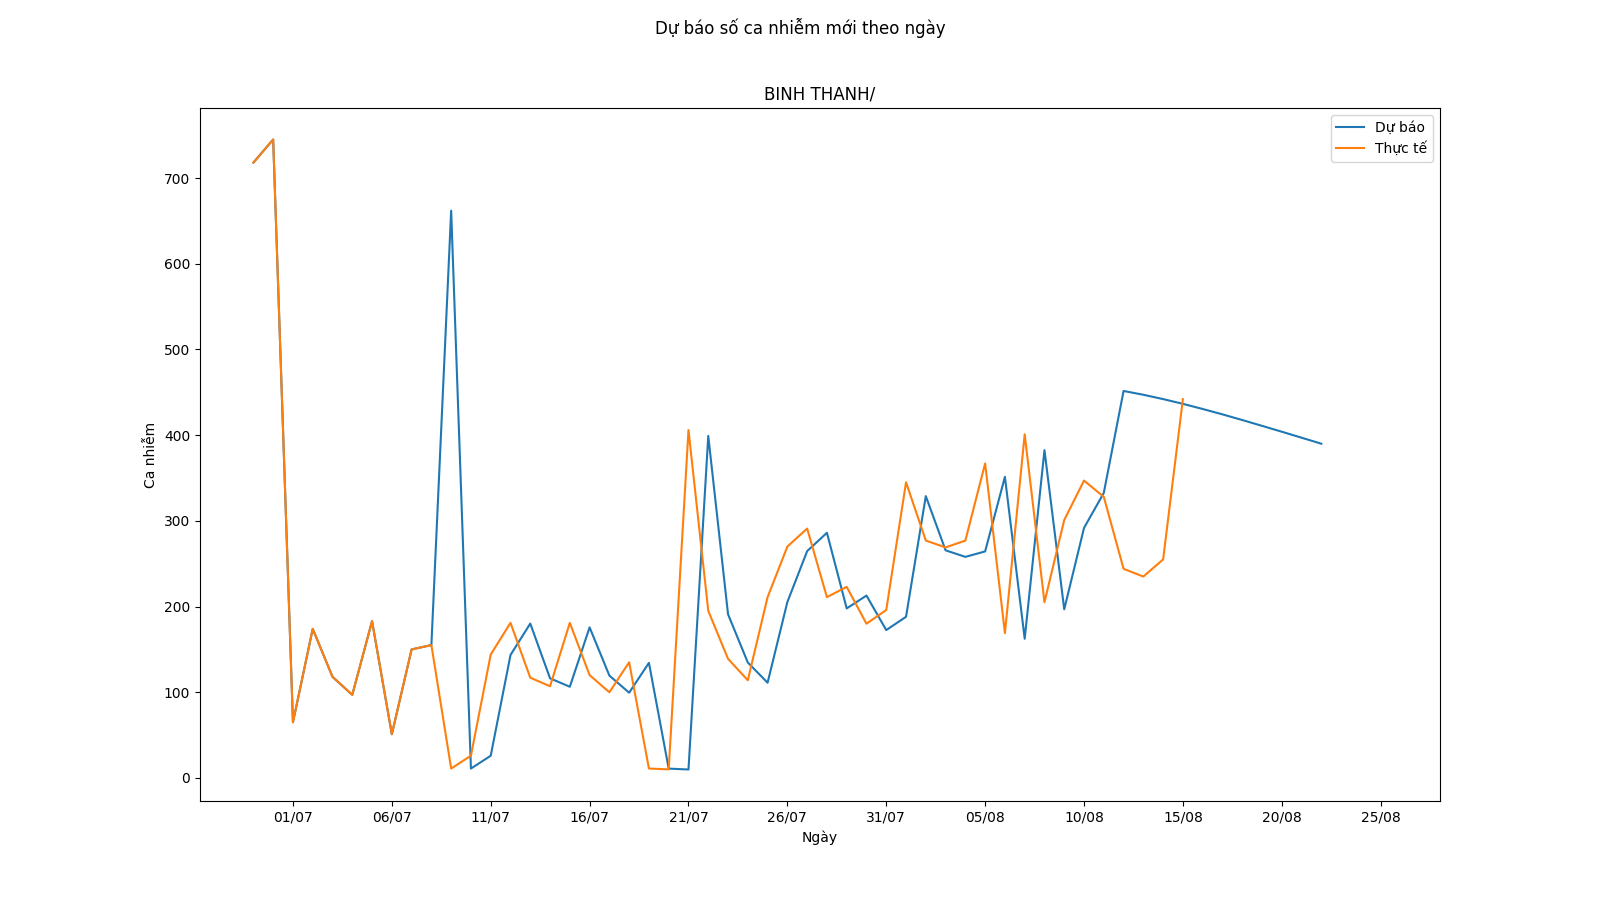 Dự báo số ca nhiễm mới theo ngày
BINH THANH/
Dự báo
Thực tế
700
600
500
400
300
200
100
0
Ca nhiễm
01/07 06/07 11/07 16/07 21/07 26/07 31/07 05/08 10/08 15/08 20/08 25/08
Ngày